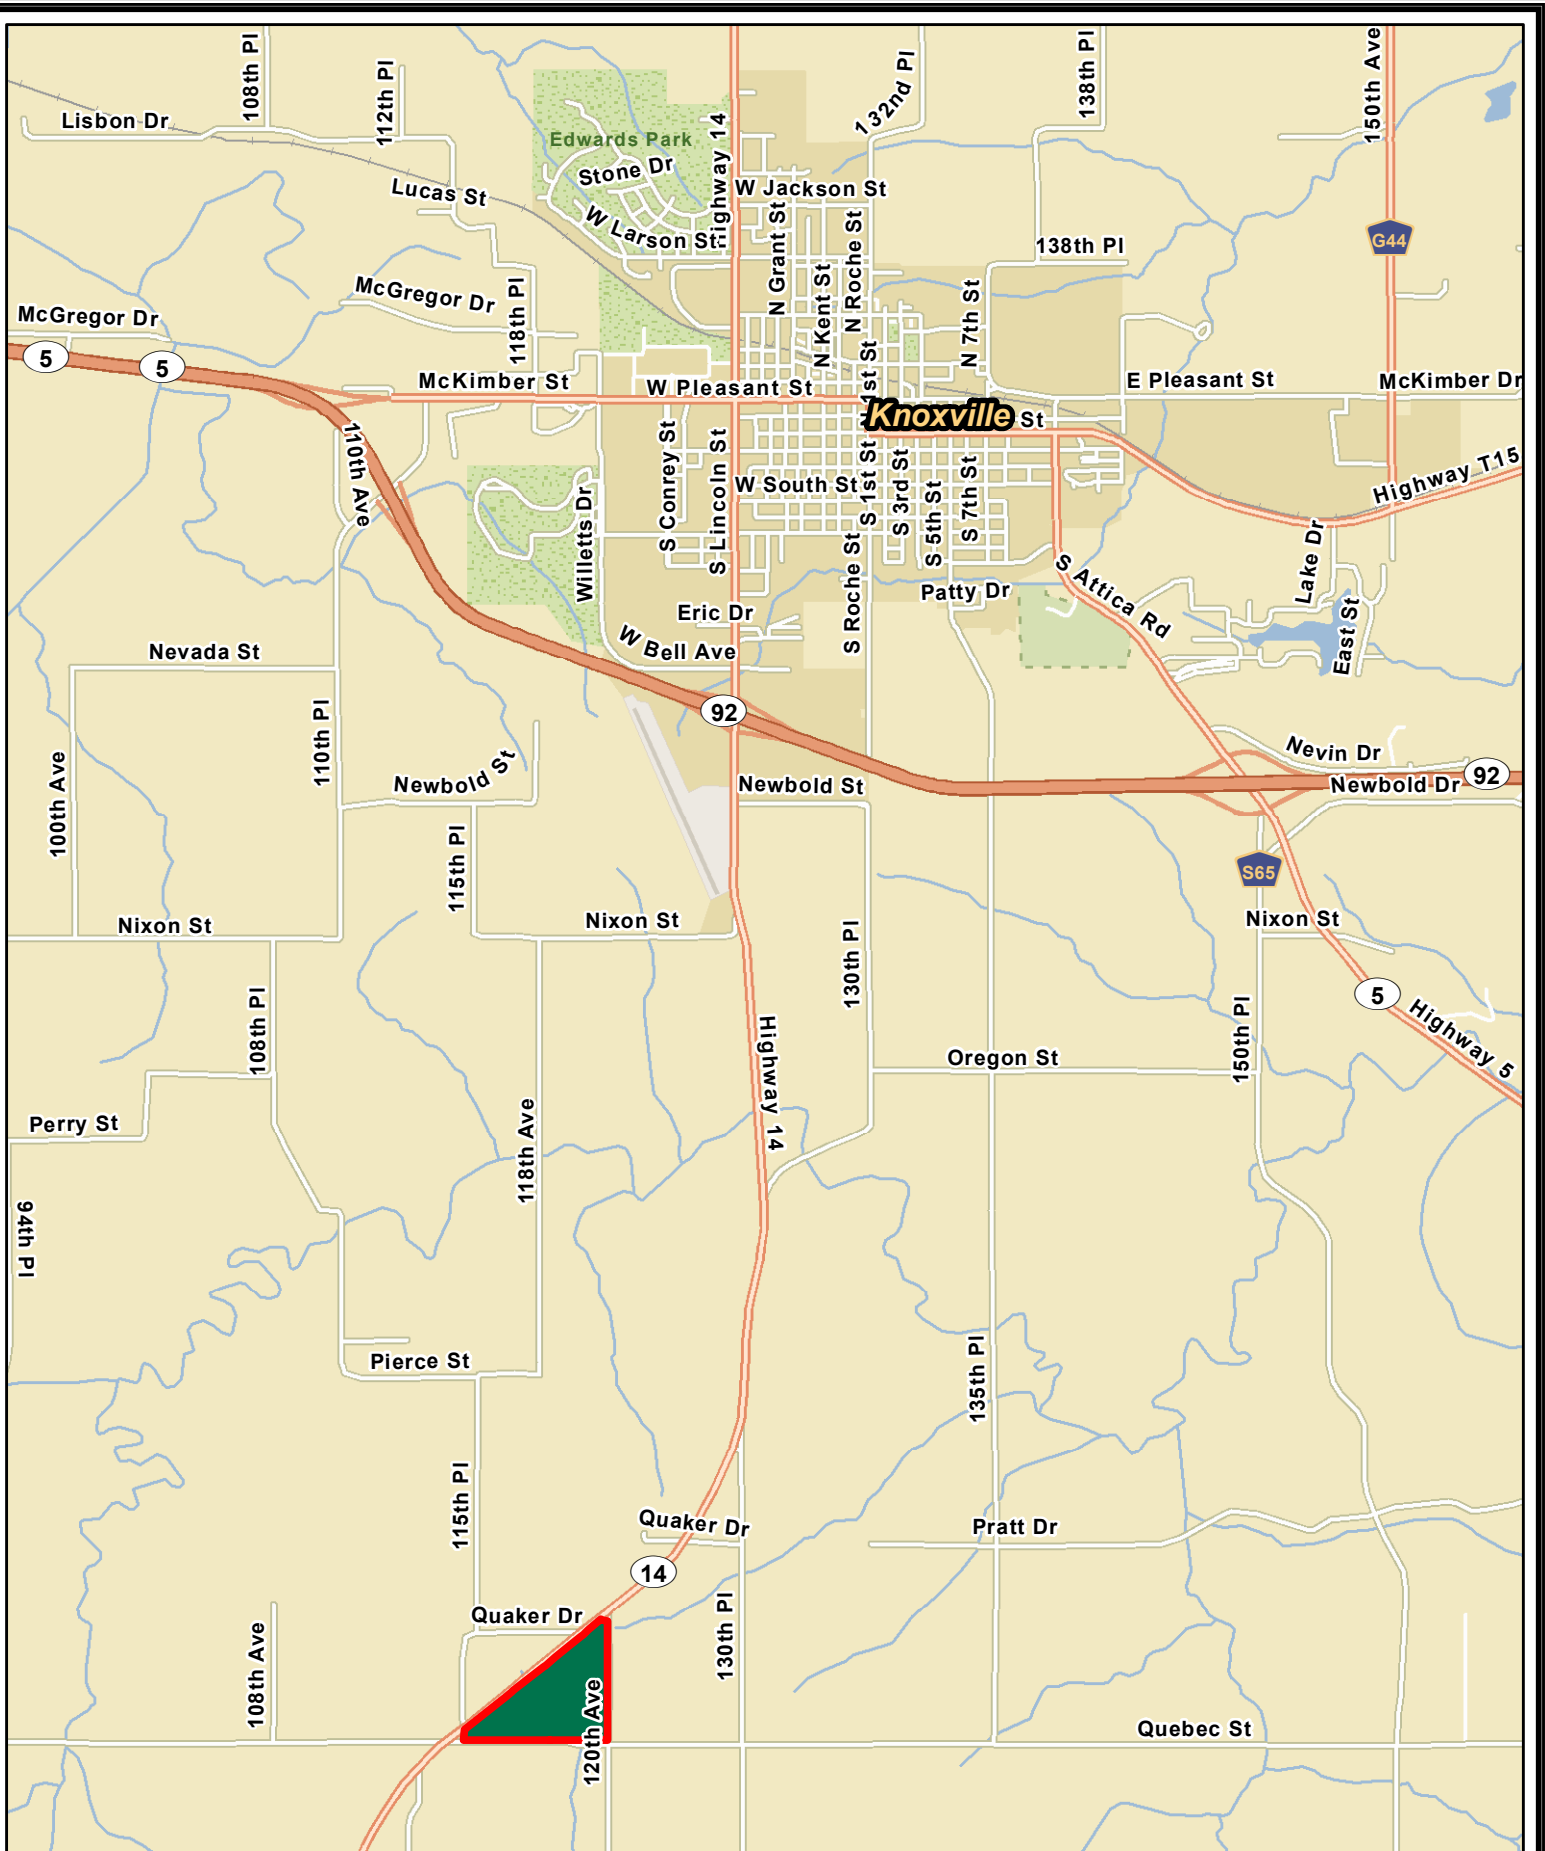 108th Pl
132nd Pl
138th Pl
150th Ave
112th Pl
Lisbon Dr
Edwards Park
Highway 14
Stone Dr
Lucas St
W Jackson St
W Larson St
N Grant St
N Roche St
138th Pl
G44
McGregor Dr
McGregor Dr
118th Pl
N Kent St
N 7th St
5
5
McKimber St
W Pleasant St
N 1st St
E Pleasant St
McKimber Dr
Knoxville
St
110th Ave
S Conrey St
S Lincoln St
W South St
S 1st St
S 3rd St
S 5th St
S 7th St
Highway T15
Willetts Dr
Lake Dr
S Roche St
Patty Dr
S Attica Rd
Eric Dr
East St
W Bell Ave
Nevada St
92
110th Pl
Nevin Dr
100th Ave
Newbold St
Newbold St
92
Newbold Dr
115th Pl
S65
Nixon St
Nixon St
Nixon St
130th Pl
5
108th Pl
150th Pl
Highway 5
Highway 14
Oregon St
Perry St
118th Ave
94th Pl
Pierce St
135th Pl
115th Pl
Quaker Dr
Pratt Dr
14
Quaker Dr
130th Pl
108th Ave
120th Ave
Quebec St